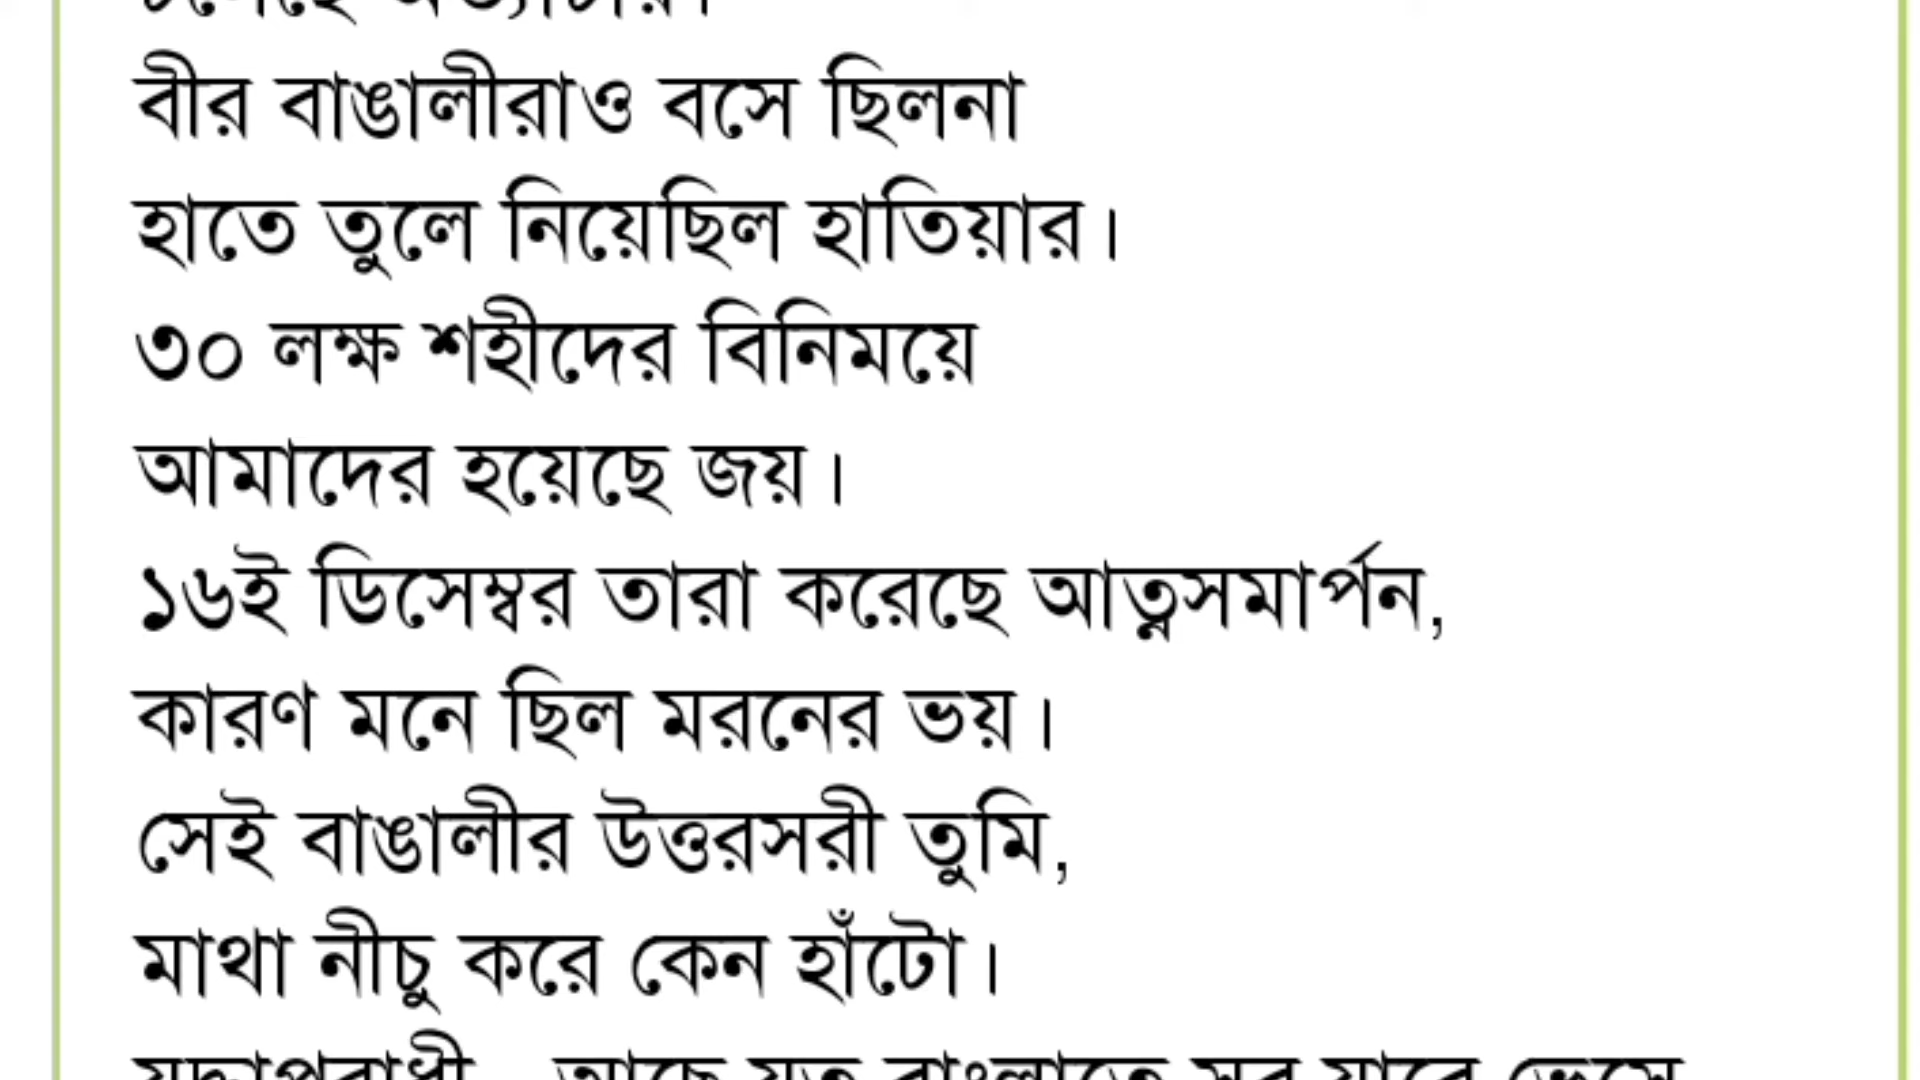 বীর বাঙালীরাও বসে ছিলনা
হাতে তুলে নিয়েছিল হাতিয়ার।
৩০ লক্ষ শহীদের বিনিময়ে
আমাদের হয়েছে জয়।
১৬ই ডিসেম্বর তারা করেছে আত্নসমার্পন,
কারণ মনে ছিল মরনের ভয়।
সেই বাঙালীর উত্তরসরী তুমি,
মাথা নীচু করে কেন হাঁটো।